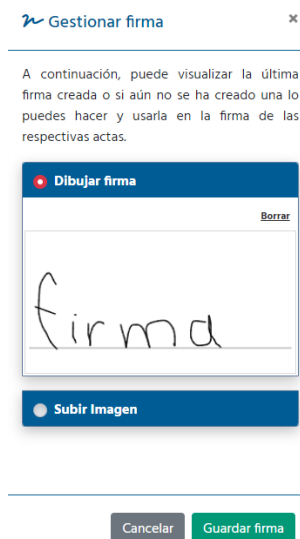 Gestionar firma ×
A continuación, puede visualizar la última
firma creada o si aún no se ha creado una lo
puedes hacer y usarla en la firma de las
respectivas actas.
Dibujar firma
Borrar
firma
Subir Imagen
Cancelar Guardar firma